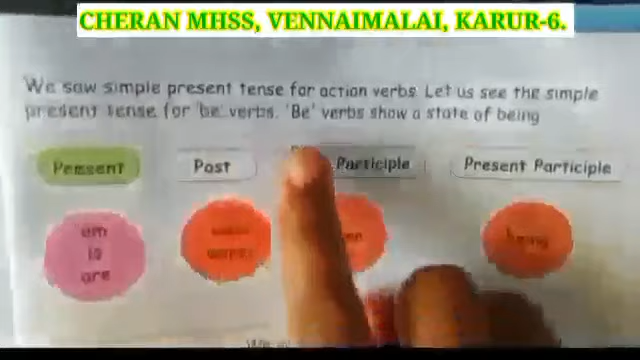 CHERAN MHSS, VENNAIMALAI, KARUR-6.
We saw simple present tense for action verbs. Let us see the simple
present tense for 'be' verbs. 'Be' verbs show a state of being
Present Past Participle Present Participle
am
is
are
were
being